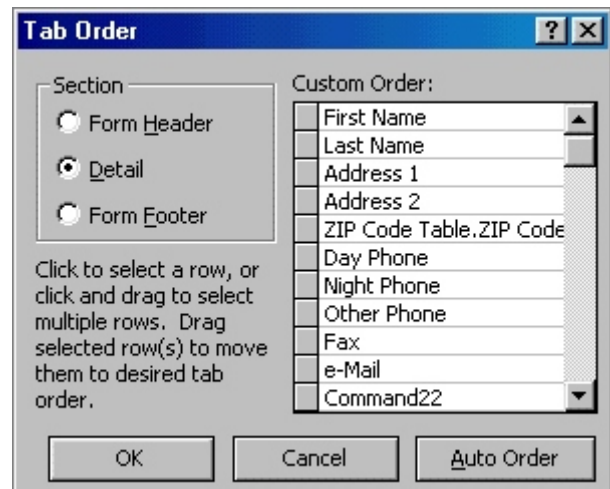 Tab Order
Section
Form Header
Detail
Form Footer
Click to select a row, or
click and drag to select
multiple rows. Drag
selected row(s) to move
them to desired tab
order.
Custom Order:
First Name
Last Name
Address 1
Address 2
ZIP Code Table.ZIP Code
Day Phone
Night Phone
Other Phone
Fax
e-Mail
Command22
OK
Cancel
Auto Order